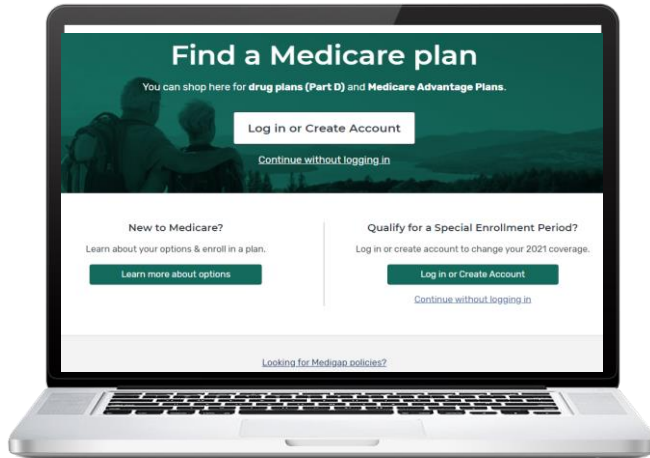 Find a Medicare plan
You can shop here for drug plans (Part D) and Medicare Advantage Plans.
Log in or Create Account
Continue without logging in
New to Medicare?
Learn about your options & enroll in a plan.
Learn more about options
Qualify for a Special Enrollment Period?
Log in or create account to change your 2021 coverage.
Log in or Create Account
Continue without logging in
Looking for Medigap policies?